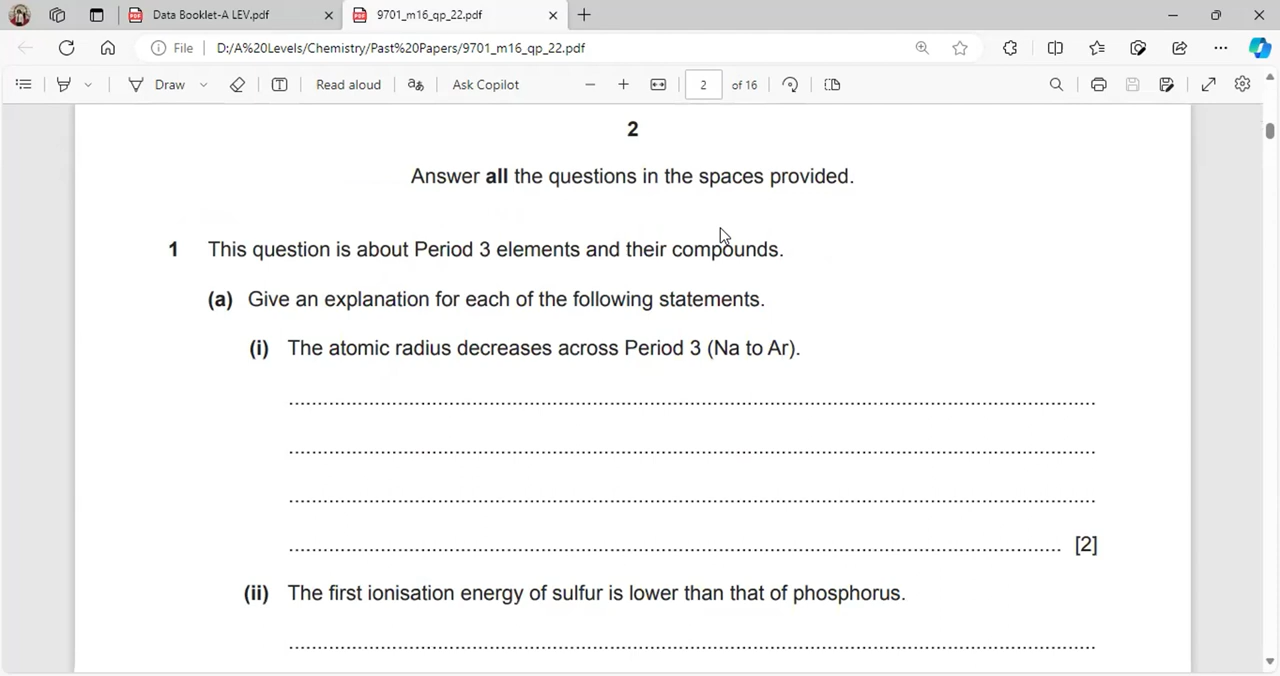 Data Booklet-A LEV.pdf
9701_m16_qp_22.pdf
File
D:/A%20Levels/Chemistry/Past%20Papers/9701_m16_qp_22.pdf
Draw
Read aloud
aあ
Ask Copilot
2
of 16
2
Answer all the questions in the spaces provided.
1 This question is about Period 3 elements and their compounds.
(a) Give an explanation for each of the following statements.
(i) The atomic radius decreases across Period 3 (Na to Ar).
....................................................................................................
....................................................................................................
....................................................................................................
.................................................................................................... [2]
(ii) The first ionisation energy of sulfur is lower than that of phosphorus.
....................................................................................................